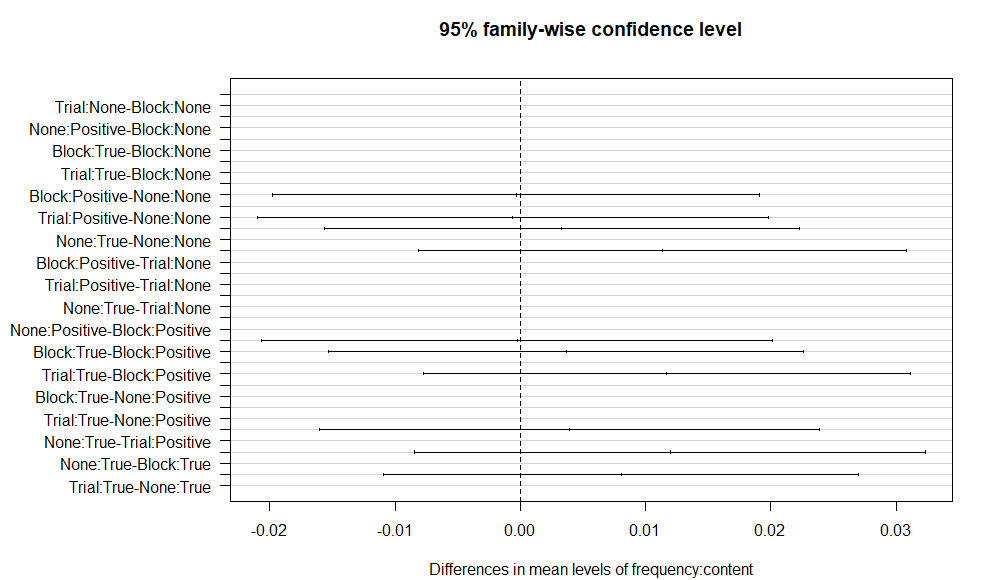 95% family-wise confidence level
Trial:None-Block:None
None:Positive-Block:None
Block:True-Block:None
Trial:True-Block:None
Block:Positive-None:None
Trial:Positive-None:None
None:True-None:None
Block:Positive-Trial:None
Trial:Positive-Trial:None
None:True-Trial:None
None:Positive-Block:Positive
Block:True-Block:Positive
Trial:True-Block:Positive
Block:True-None:Positive
Trial:True-None:Positive
None:True-Trial:Positive
None:True-Block:True
Trial:True-None:True
-0.02 -0.01 0.00 0.01 0.02 0.03
Differences in mean levels of frequency:content